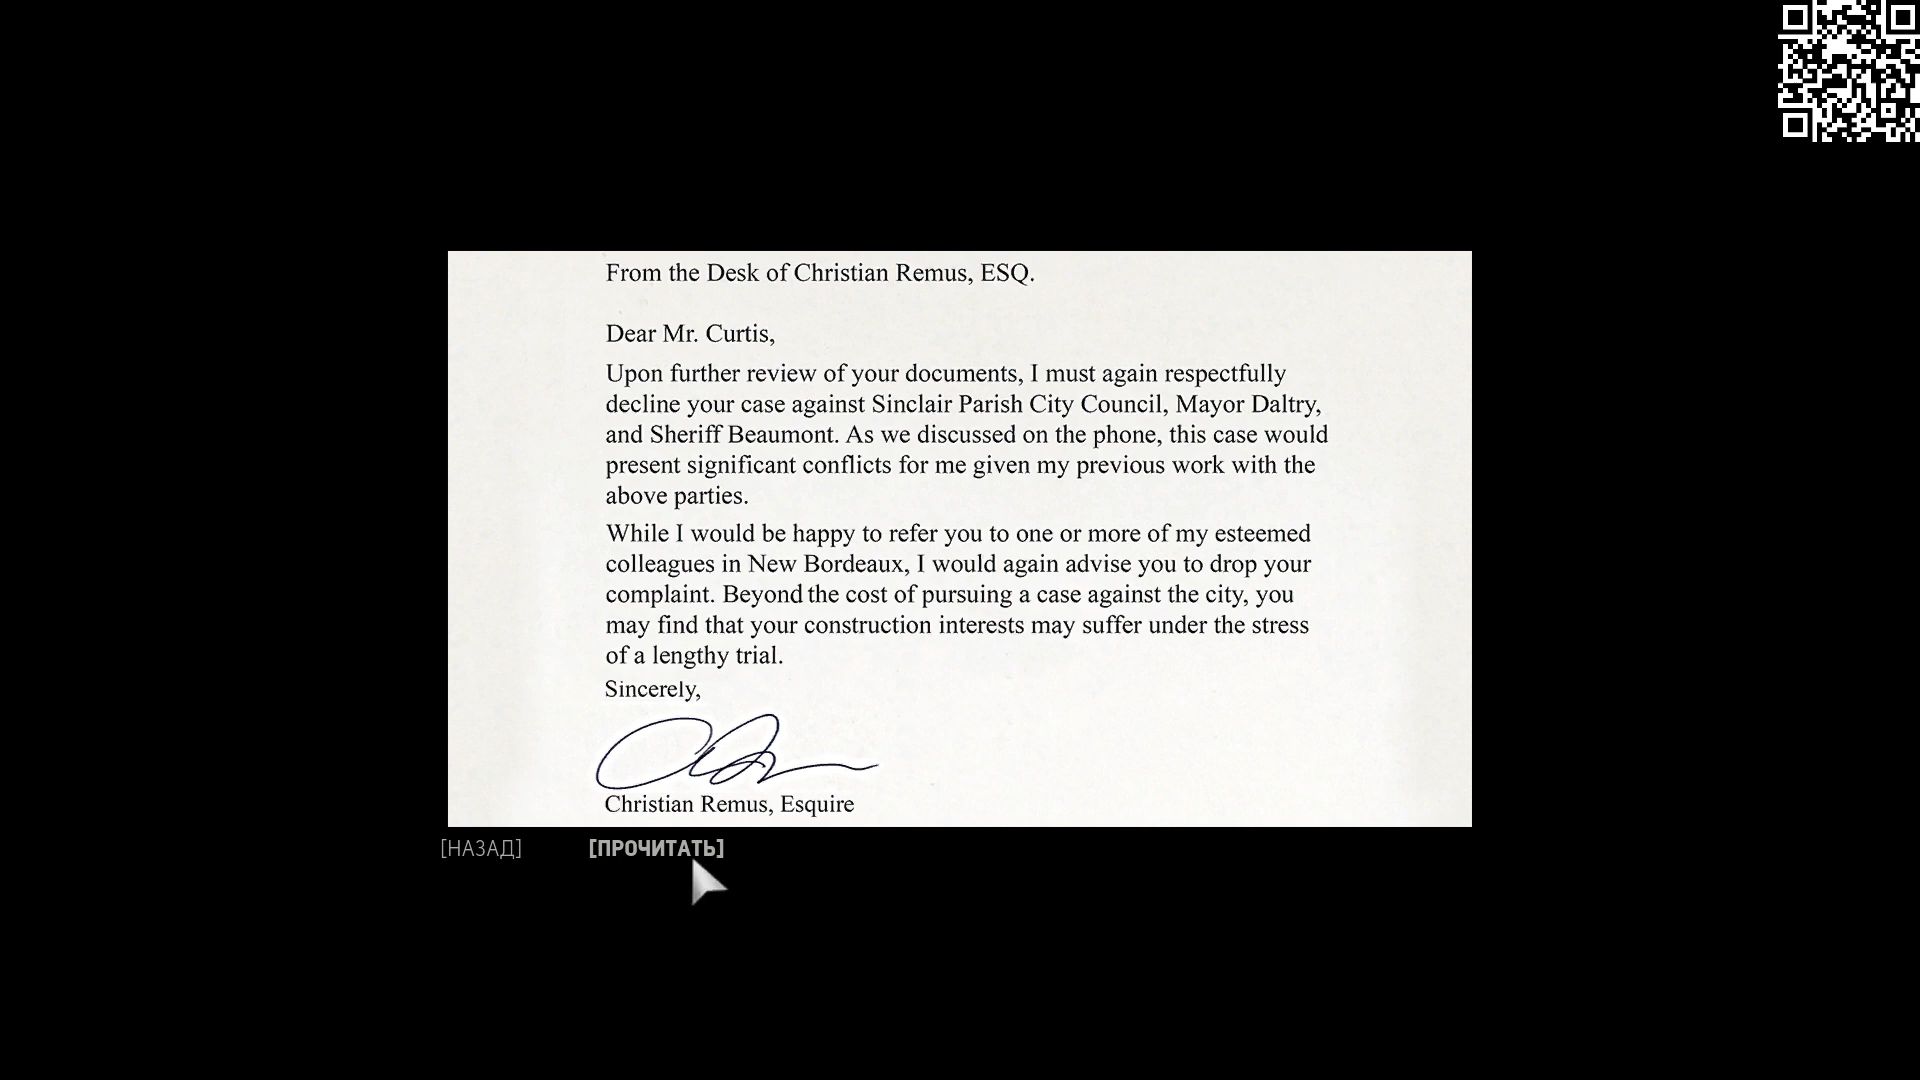 From the Desk of Christian Remus, ESQ.
Dear Mr. Curtis,
Upon further review of your documents, I must again respectfully
decline your case against Sinclair Parish City Council, Mayor Daltry,
and Sheriff Beaumont. As we discussed on the phone, this case would
present significant conflicts for me given my previous work with the
above parties.
While I would be happy to refer you to one or more of my esteemed
colleagues in New Bordeaux, I would again advise you to drop your
complaint. Beyond the cost of pursuing a case against the city, you
may find that your construction interests may suffer under the stress
of a lengthy trial.
Sincerely,
Christian Remus, Esquire
[НАЗАД] [ПРОЧИТАТЬ]